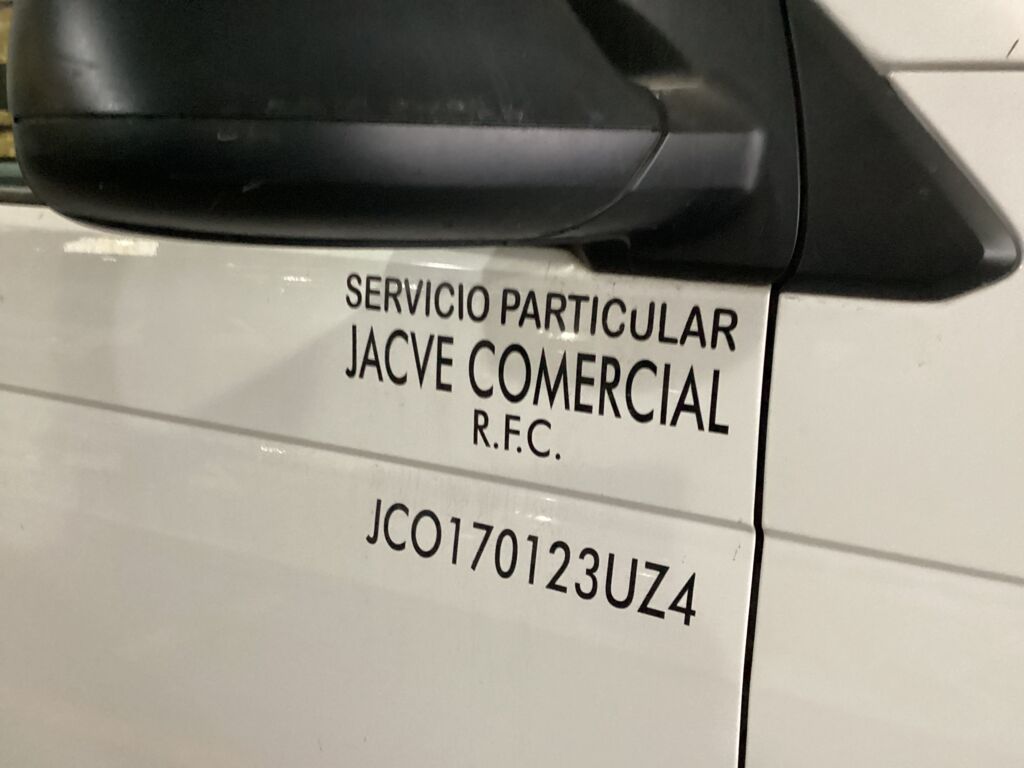 SERVICIO PARTICULAR
JACVE COMERCIAL
R.F.C.
JCO170123UZ4